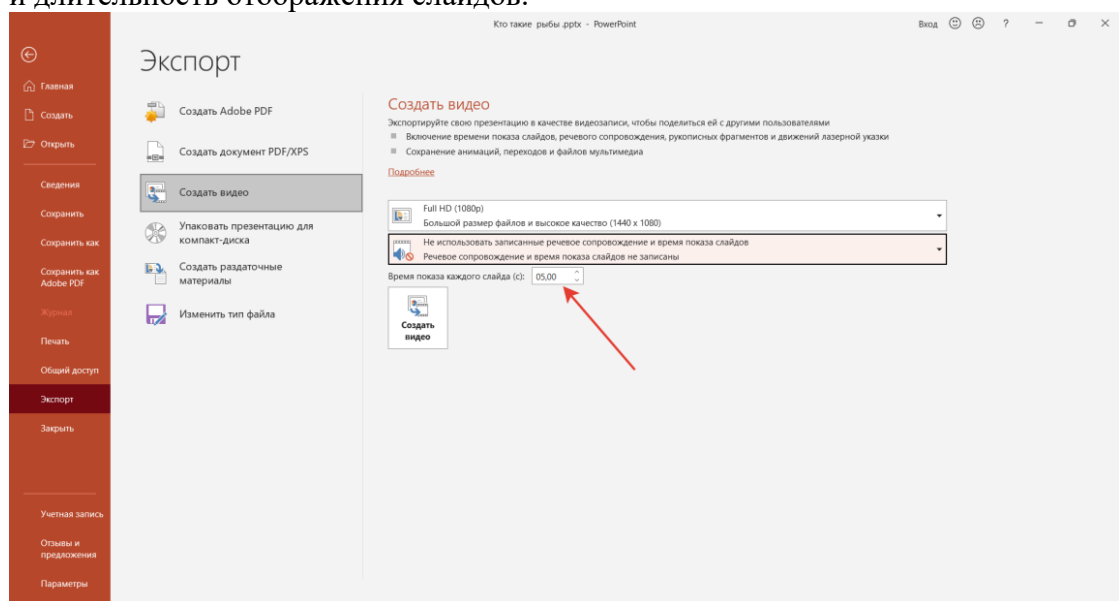 и длительность отображения слайдов.
Кто такие рыбы .pptx - PowerPoint
Вход
?
Экспорт
Главная
Создать
Открыть
Сведения
Сохранить
Сохранить как
Сохранить как
Adobe PDF
Журнал
Печать
Общий доступ
Экспорт
Закрыть
Учетная запись
Отзывы и
предложения
Параметры
Создать Adobe PDF
Создать документ PDF/XPS
Создать видео
Упаковать презентацию для
компакт-диска
Создать раздаточные
материалы
Изменить тип файла
Создать видео
Экспортируйте свою презентацию в качестве видеозаписи, чтобы поделиться ей с другими пользователями
Включение времени показа слайдов, речевого сопровождения, рукописных фрагментов и движений лазерной указки
Сохранение анимаций, переходов и файлов мультимедиа
Подробнее
Full HD (1080p)
Большой размер файлов и высокое качество (1440 x 1080)
Не использовать записанные речевое сопровождение и время показа слайдов
Речевое сопровождение и время показа слайдов не записаны
Время показа каждого слайда (с): 05,00
Создать
видео